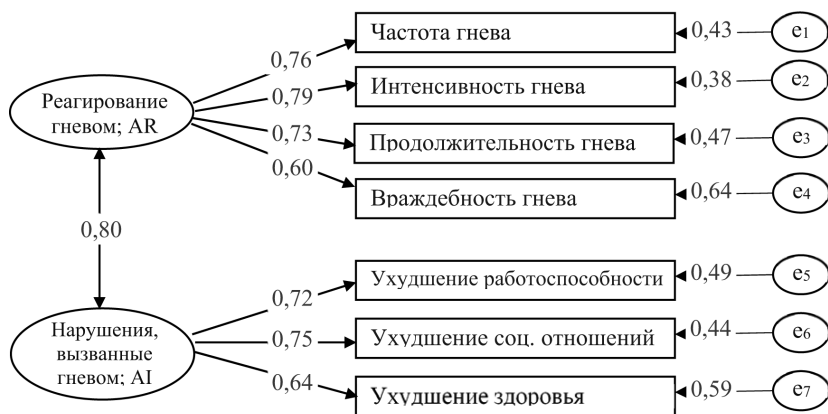 Частота гнева
0,43
e1
0,76
Интенсивность гнева
0,38
e2
0,79
Реагирование
гневом; AR
Продолжительность гнева
0,47
e3
0,73
Враждебность гнева
0,64
e4
0,60
0,80
Ухудшение работоспособности
0,49
e5
0,72
Нарушения,
вызванные
гневом; AI
Ухудшение соц. отношений
0,44
e6
0,75
Ухудшение здоровья
0,59
e7
0,64